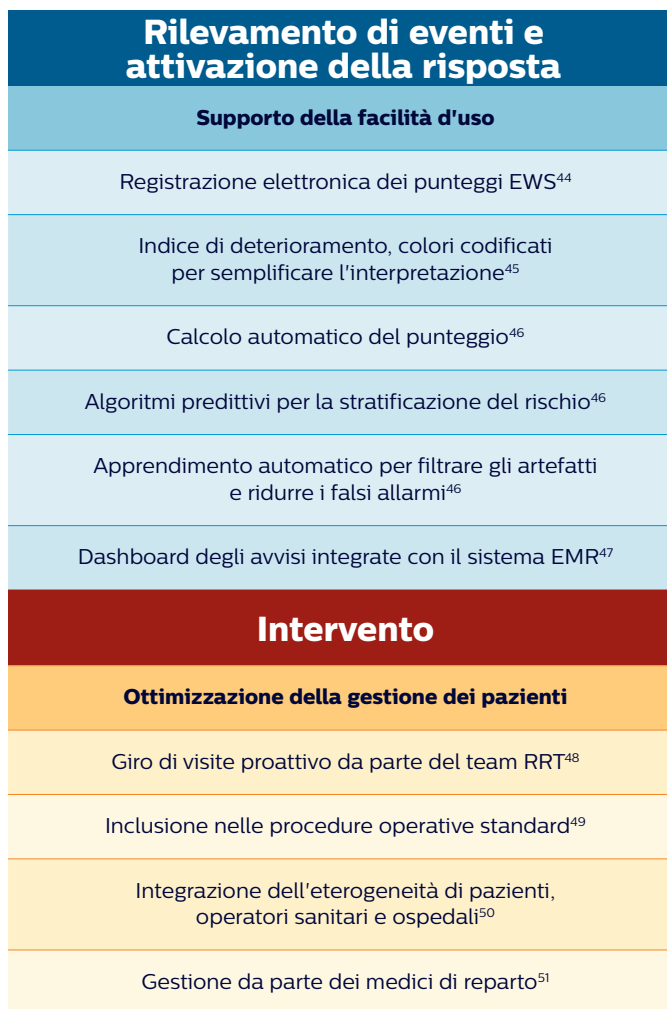 Rilevamento di eventi e
attivazione della risposta
Supporto della facilità d'uso
Registrazione elettronica dei punteggi EWS⁴⁴
Indice di deterioramento, colori codificati
per semplificare l'interpretazione⁴⁵
Calcolo automatico del punteggio⁴⁶
Algoritmi predittivi per la stratificazione del rischio⁴⁶
Apprendimento automatico per filtrare gli artefatti
e ridurre i falsi allarmi⁴⁶
Dashboard degli avvisi integrate con il sistema EMR⁴⁷
Intervento
Ottimizzazione della gestione dei pazienti
Giro di visite proattivo da parte del team RRT⁴⁸
Inclusione nelle procedure operative standard⁴⁹
Integrazione dell'eterogeneità di pazienti,
operatori sanitari e ospedali⁵⁰
Gestione da parte dei medici di reparto⁵¹